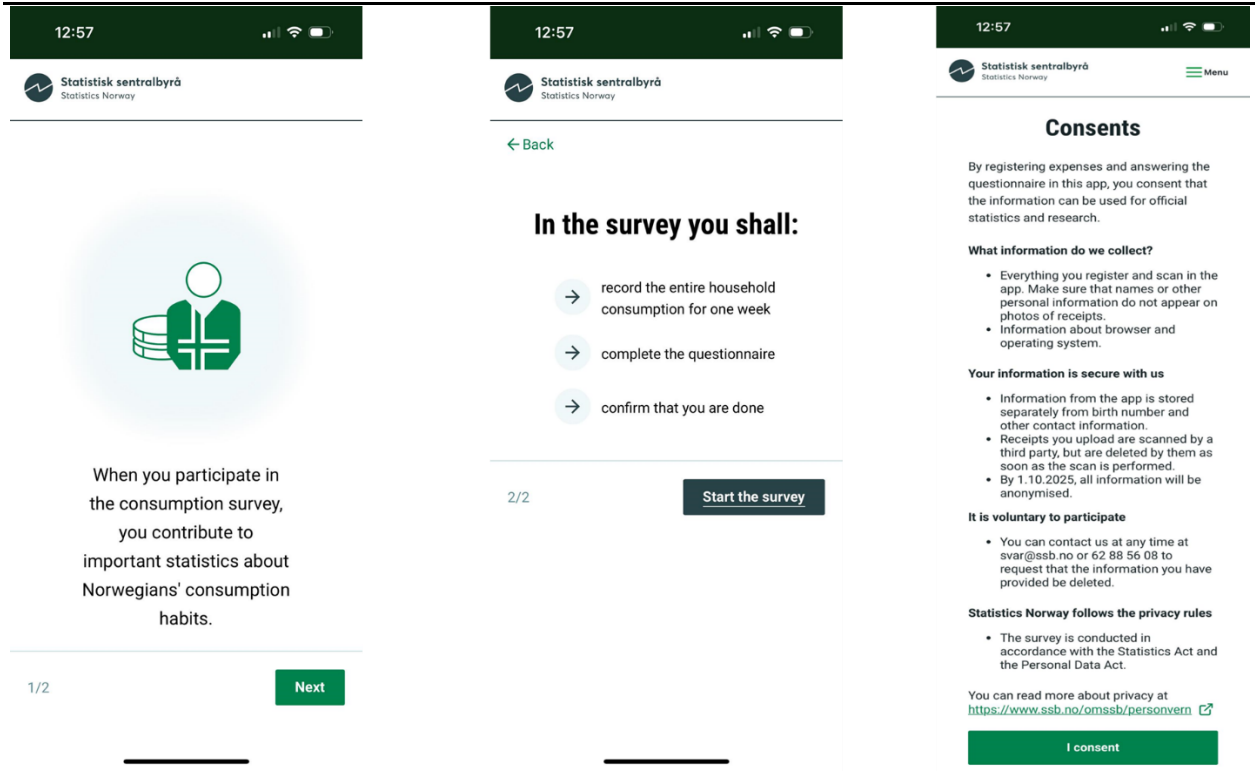 12:57
Statistisk sentralbyrå
Statistics Norway
When you participate in
the consumption survey,
you contribute to
important statistics about
Norwegians' consumption
habits.
1/2
Next
12:57
Statistisk sentralbyrå
Statistics Norway
← Back
In the survey you shall:
→ record the entire household
consumption for one week
→ complete the questionnaire
→ confirm that you are done
2/2
Start the survey
12:57
Statistisk sentralbyrå
Statistics Norway
Menu
Consents
By registering expenses and answering the
questionnaire in this app, you consent that
the information can be used for official
statistics and research.
What information do we collect?
• Everything you register and scan in the
app. Make sure that names or other
personal information do not appear on
photos of receipts.
• Information about browser and
operating system.
Your information is secure with us
• Information from the app is stored
separately from birth number and
other contact information.
• Receipts you upload are scanned by a
third party, but are deleted by them as
soon as the scan is performed.
• By 1.10.2025, all information will be
anonymised.
It is voluntary to participate
• You can contact us at any time at
svar@ssb.no or 62 88 56 08 to
request that the information you have
provided be deleted.
Statistics Norway follows the privacy rules
• The survey is conducted in
accordance with the Statistics Act and
the Personal Data Act.
You can read more about privacy at
https://www.ssb.no/omssb/personvern
I consent